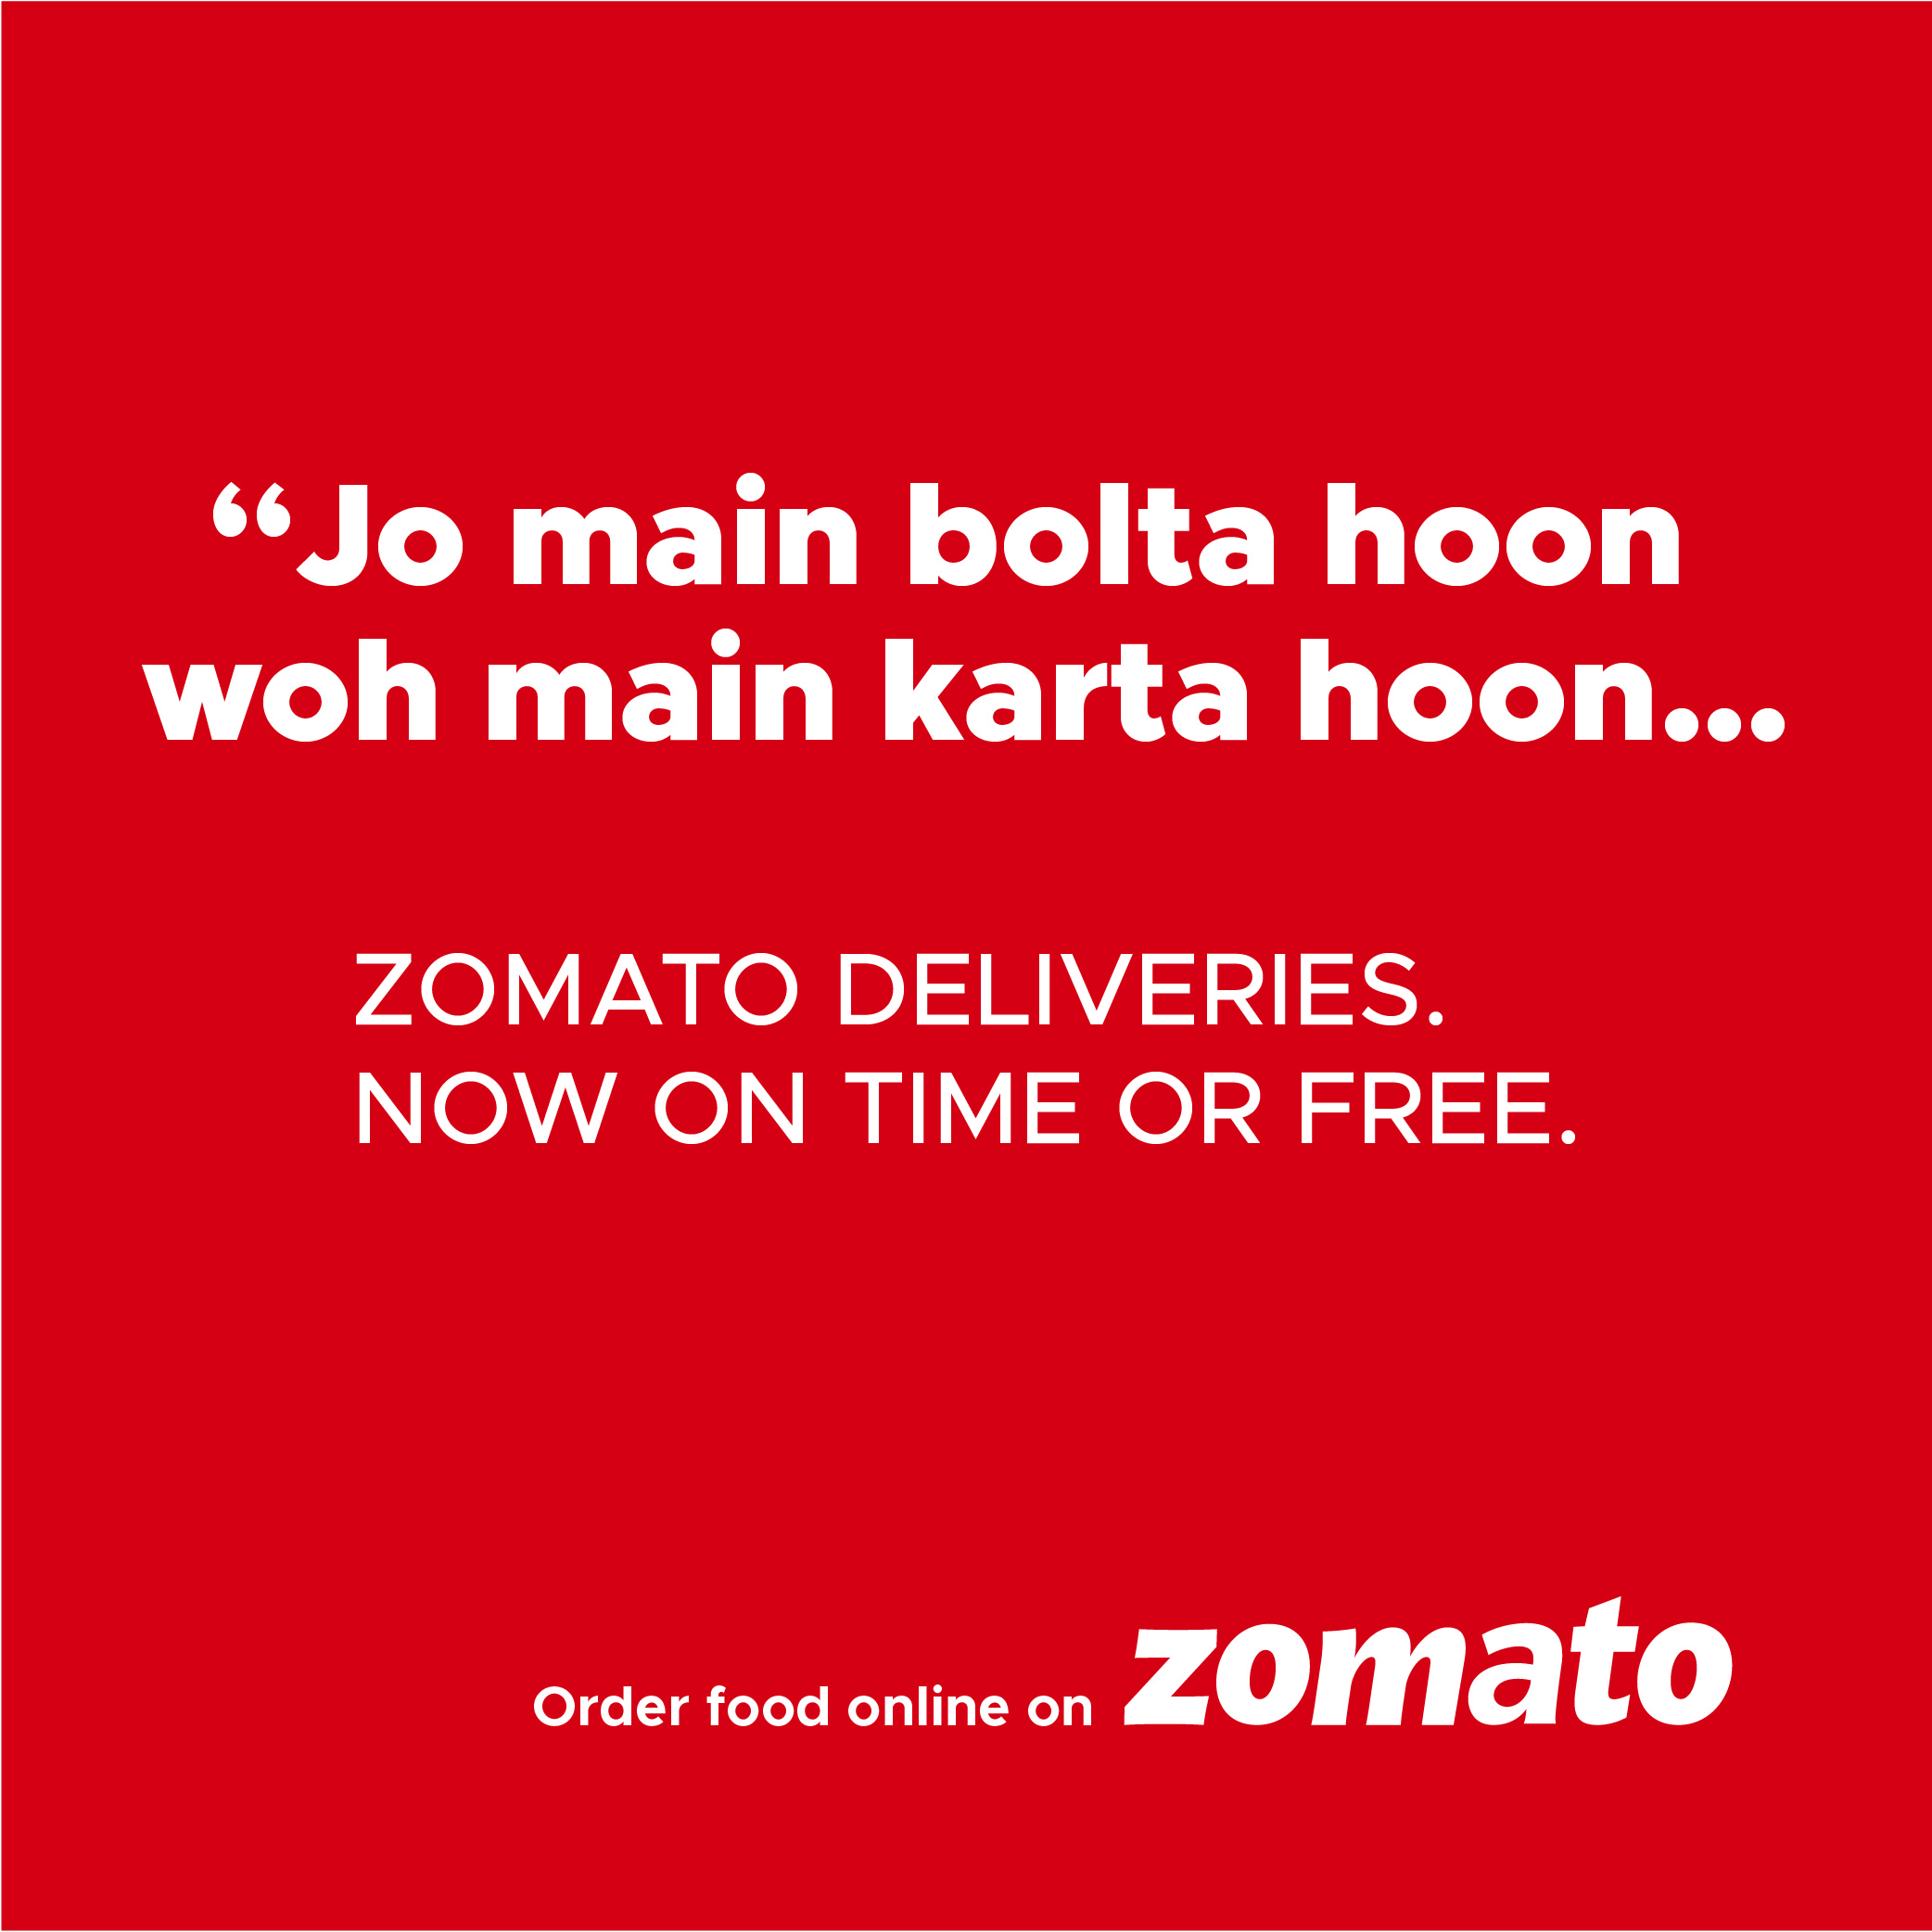 “Jo main bolta hoon
woh main karta hoon...
ZOMATO DELIVERIES.
NOW ON TIME OR FREE.
Order food online on zomato